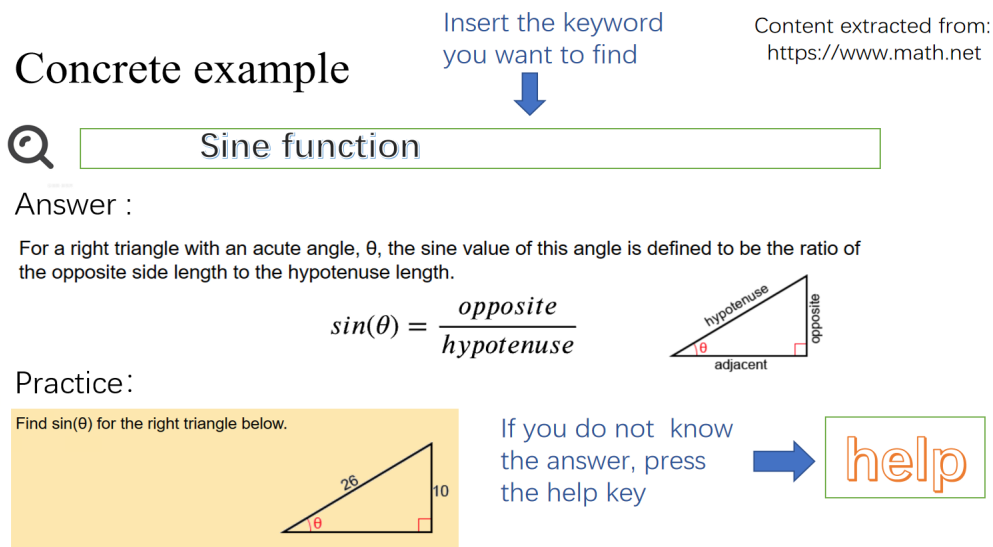 Insert the keyword
you want to find
Content extracted from:
https://www.math.net
Concrete example
Sine function
Answer :
For a right triangle with an acute angle, θ, the sine value of this angle is defined to be the ratio of
the opposite side length to the hypotenuse length.
sin(θ) = opposite / hypotenuse
hypotenuse
opposite
θ
adjacent
Practice:
Find sin(θ) for the right triangle below.
26
10
θ
If you do not know
the answer, press
the help key
help